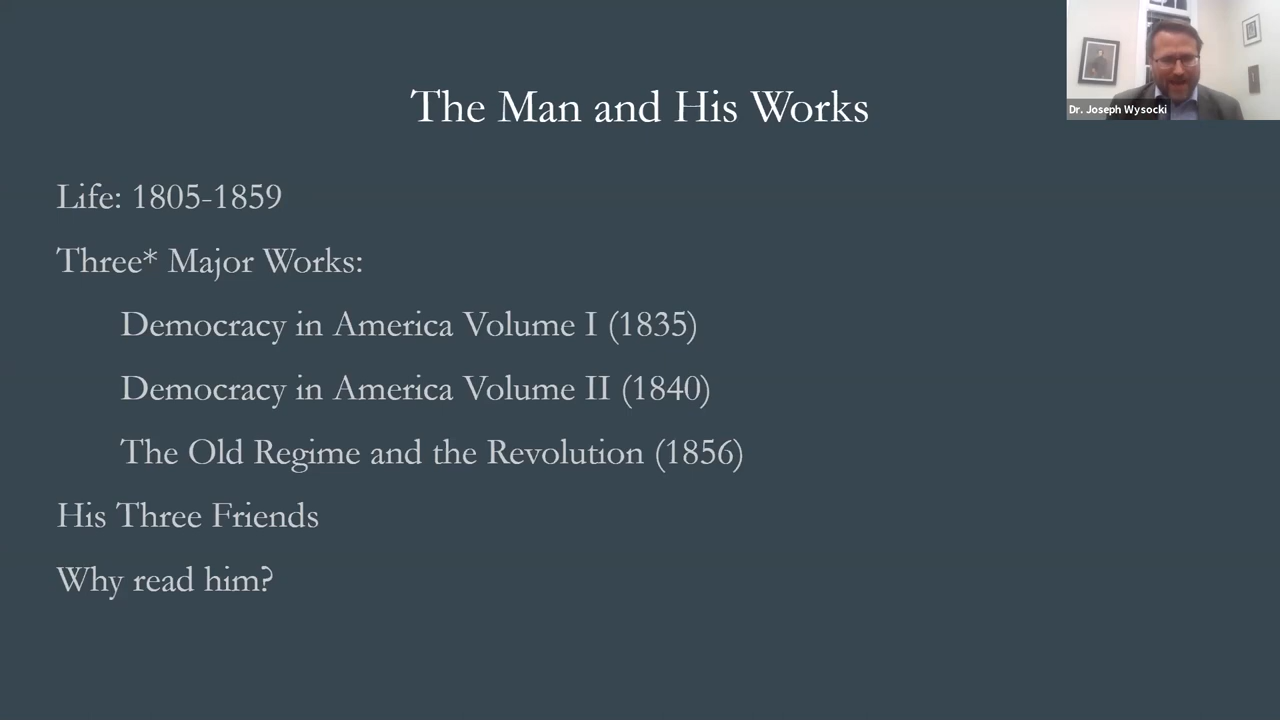 The Man and His Works
Dr. Joseph Wysocki
Life: 1805-1859
Three* Major Works:
Democracy in America Volume I (1835)
Democracy in America Volume II (1840)
The Old Regime and the Revolution (1856)
His Three Friends
Why read him?